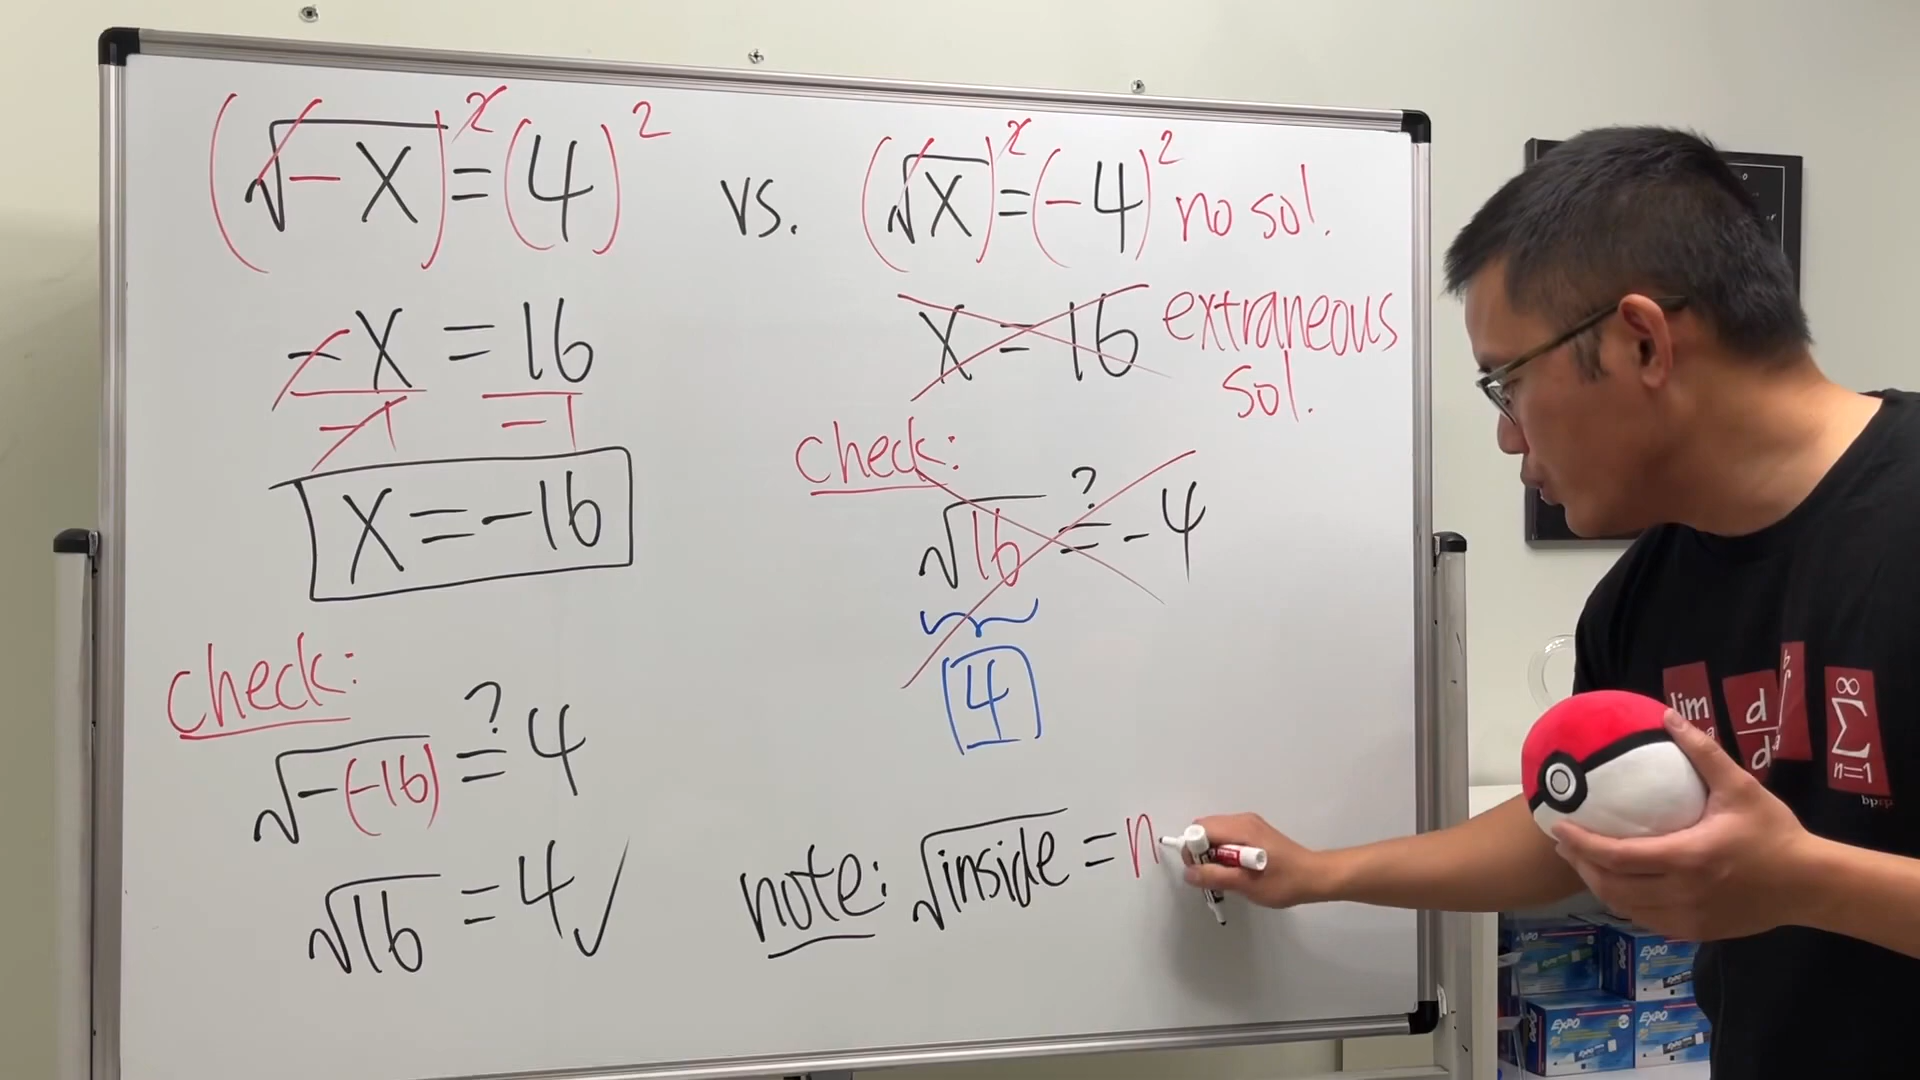 (√-x)² = (4)² vs. (√x)² = (-4)² no sol.
-x = 16
-1 -1
x = -16
check:
√-(-16) ?= 4
√16 = 4 ✓
x = 16 extraneous
sol.
check:
√16 ?= -4
4
note: √inside = n
lim
d
∫
b
a
∞
Σ
n=1
EXPO
EXPO
EXPO
EXPO